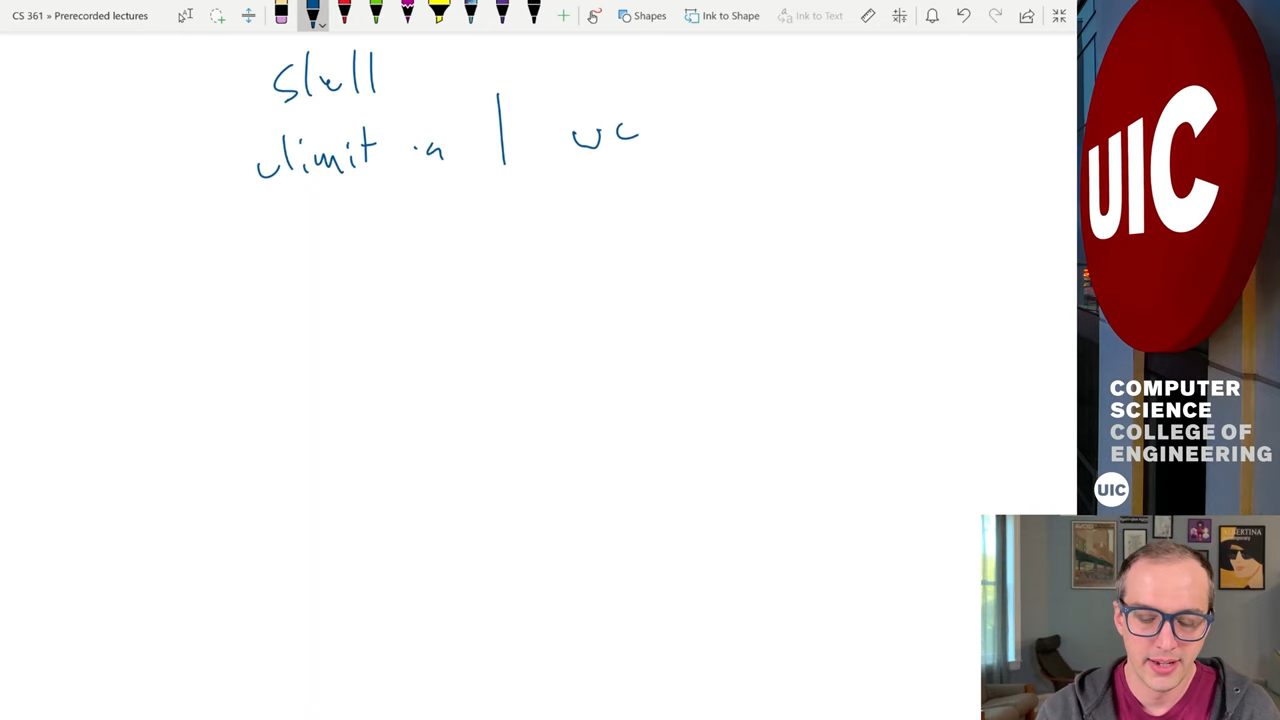 CS 361 » Prerecorded lectures
Shapes
Ink to Shape
Ink to Text
shell
ulimit -a | wc
UIC
COMPUTER
SCIENCE
COLLEGE OF
ENGINEERING
UIC